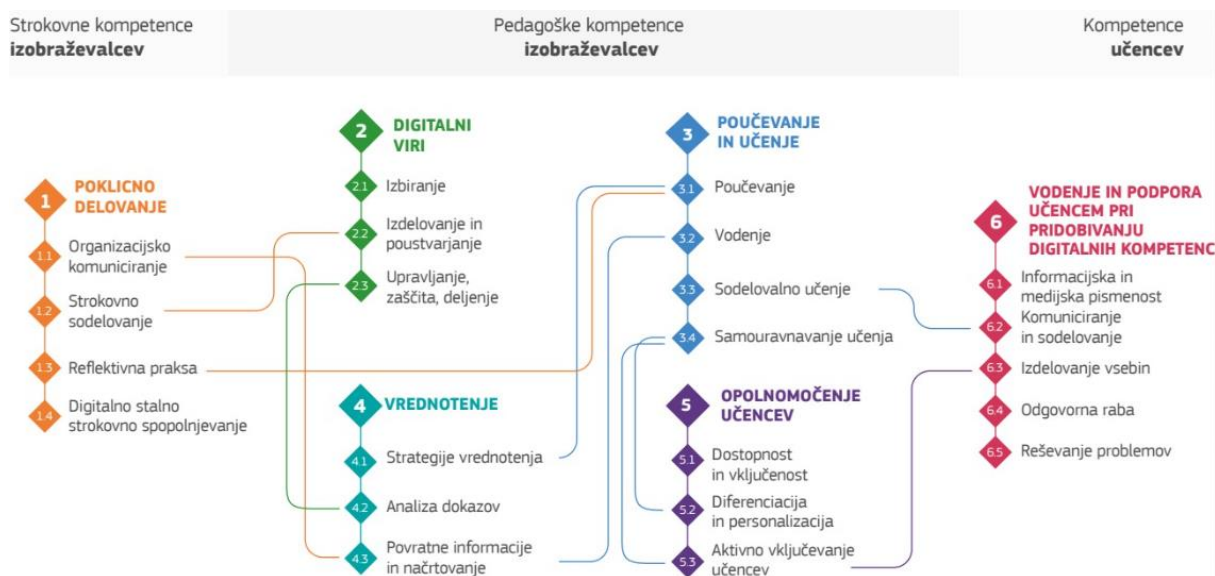 Strokovne kompetence
izobraževalcev
Pedagoške kompetence
izobraževalcev
Kompetence
učencev
1
POKLICNO
DELOVANJE
1.1
Organizacijsko
komuniciranje
1.2
Strokovno
sodelovanje
1.3
Reflektivna praksa
1.4
Digitalno stalno
strokovno spopolnjevanje
2
DIGITALNI
VIRI
2.1
Izbiranje
2.2
Izdelovanje in
poustvarjanje
2.3
Upravljanje,
zaščita, deljenje
4
VREDNOTENJE
4.1
Strategije vrednotenja
4.2
Analiza dokazov
4.3
Povratne informacije
in načrtovanje
3
POUČEVANJE
IN UČENJE
3.1
Poučevanje
3.2
Vodenje
3.3
Sodelovalno učenje
3.4
Samouravnavanje učenja
5
OPOLNOMOČENJE
UČENCEV
5.1
Dostopnost
in vključenost
5.2
Diferenciacija
in personalizacija
5.3
Aktivno vključevanje
učencev
6
VODENJE IN PODPORA
UČENCEM PRI
PRIDOBIVANJU
DIGITALNIH KOMPETENC
6.1
Informacijska in
medijska pismenost
6.2
Komuniciranje
in sodelovanje
6.3
Izdelovanje vsebin
6.4
Odgovorna raba
6.5
Reševanje problemov